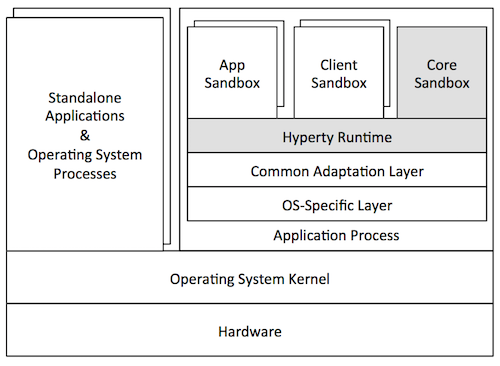 Standalone
Applications
&
Operating System
Processes
App
Sandbox
Client
Sandbox
Core
Sandbox
Hyperty Runtime
Common Adaptation Layer
OS-Specific Layer
Application Process
Operating System Kernel
Hardware